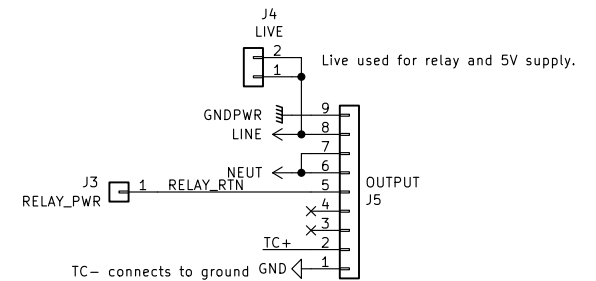 J4
LIVE
2
1
Live used for relay and 5V supply.
GNDPWR 9
LINE 8
7
NEUT 6
J3 1 RELAY_RTN 5 OUTPUT
RELAY_PWR 4 J5
3
TC+ 2
TC- connects to ground GND 1